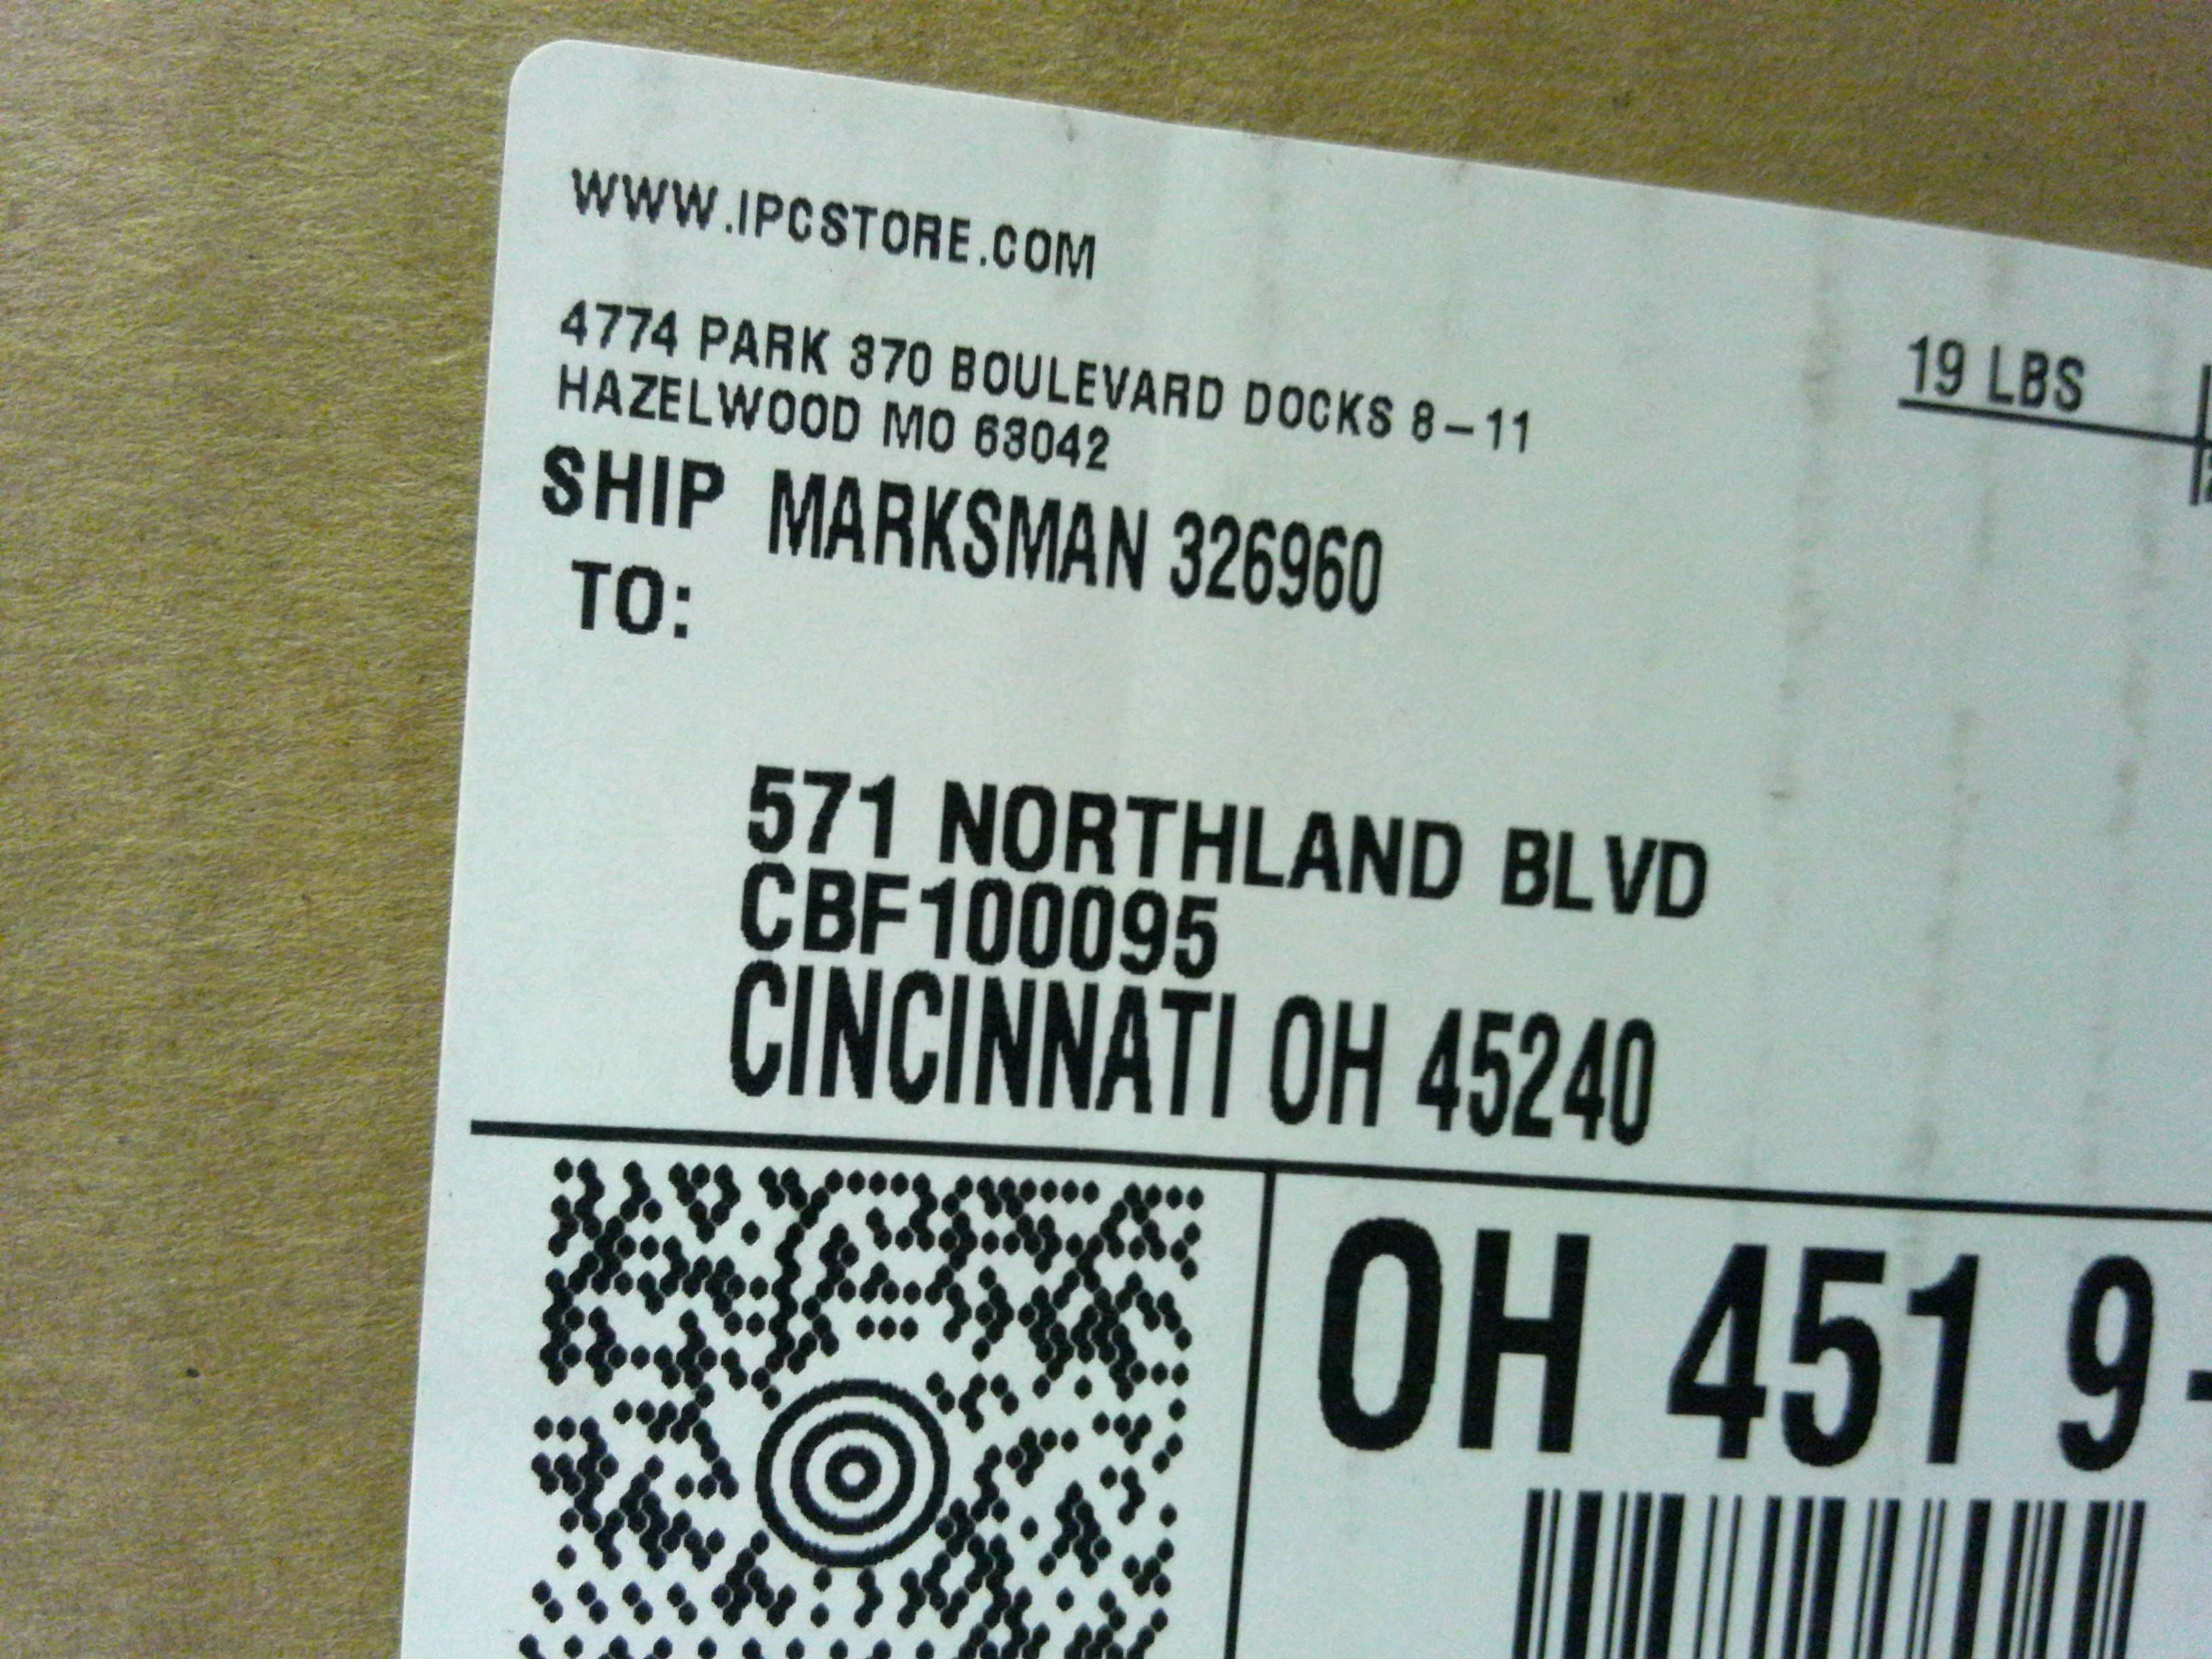 WWW.IPCSTORE.COM
4774 PARK 370 BOULEVARD DOCKS 8-11
HAZELWOOD MO 63042
19 LBS
SHIP TO:
MARKSMAN 326960
571 NORTHLAND BLVD
CBF100095
CINCINNATI OH 45240
OH 451 9-